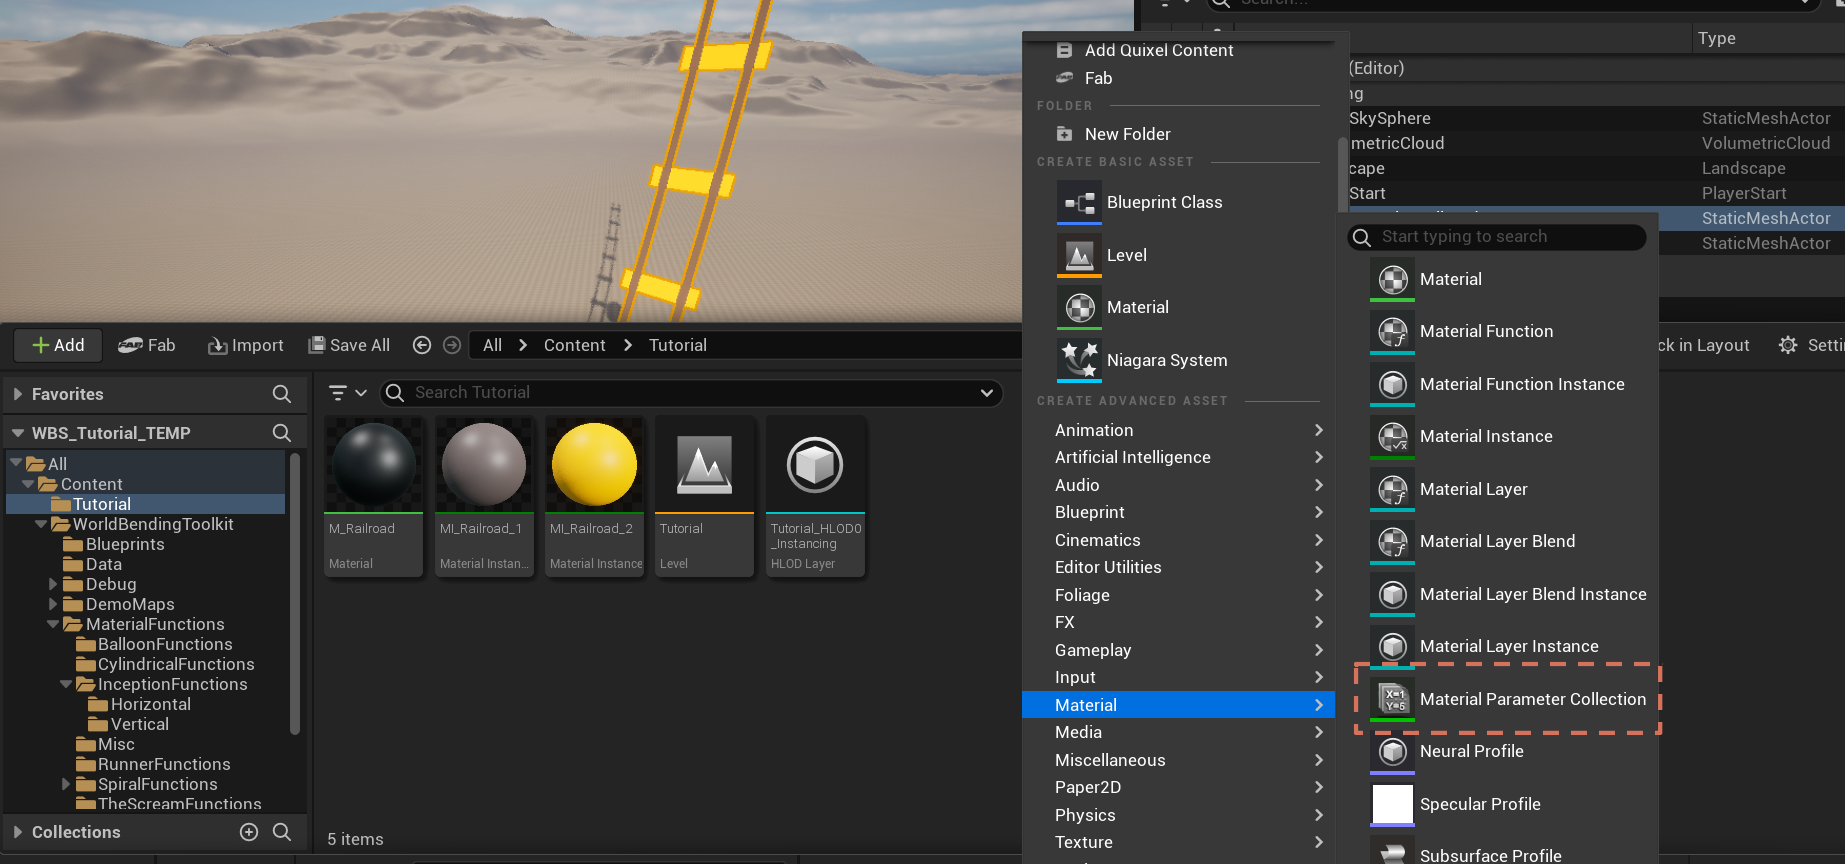 Search...
Type
(Editor)
ng
SkySphere StaticMeshActor
metricCloud VolumetricCloud
cape Landscape
Start PlayerStart
StaticMeshActor
StaticMeshActor
Add Quixel Content
Fab
FOLDER
New Folder
CREATE BASIC ASSET
Blueprint Class
Level
Material
Niagara System
CREATE ADVANCED ASSET
Animation
Artificial Intelligence
Audio
Blueprint
Cinematics
Editor Utilities
Foliage
FX
Gameplay
Input
Material
Media
Miscellaneous
Paper2D
Physics
Texture
Start typing to search
Material
Material Function
Material Function Instance
Material Instance
Material Layer
Material Layer Blend
Material Layer Blend Instance
Material Layer Instance
X=1
Y=5
Material Parameter Collection
Neural Profile
Specular Profile
Subsurface Profile
Add Fab Import Save All All Content Tutorial
ck in Layout Setti
Favorites
WBS_Tutorial_TEMP
All
Content
Tutorial
WorldBendingToolkit
Blueprints
Data
Debug
DemoMaps
MaterialFunctions
BalloonFunctions
CylindricalFunctions
InceptionFunctions
Horizontal
Vertical
Misc
RunnerFunctions
SpiralFunctions
TheScreamFunctions
Collections
Search Tutorial
M_Railroad
Material
MI_Railroad_1
Material Instan...
MI_Railroad_2
Material Instance
Tutorial
Level
Tutorial_HLOD0
_Instancing
HLOD Layer
5 items